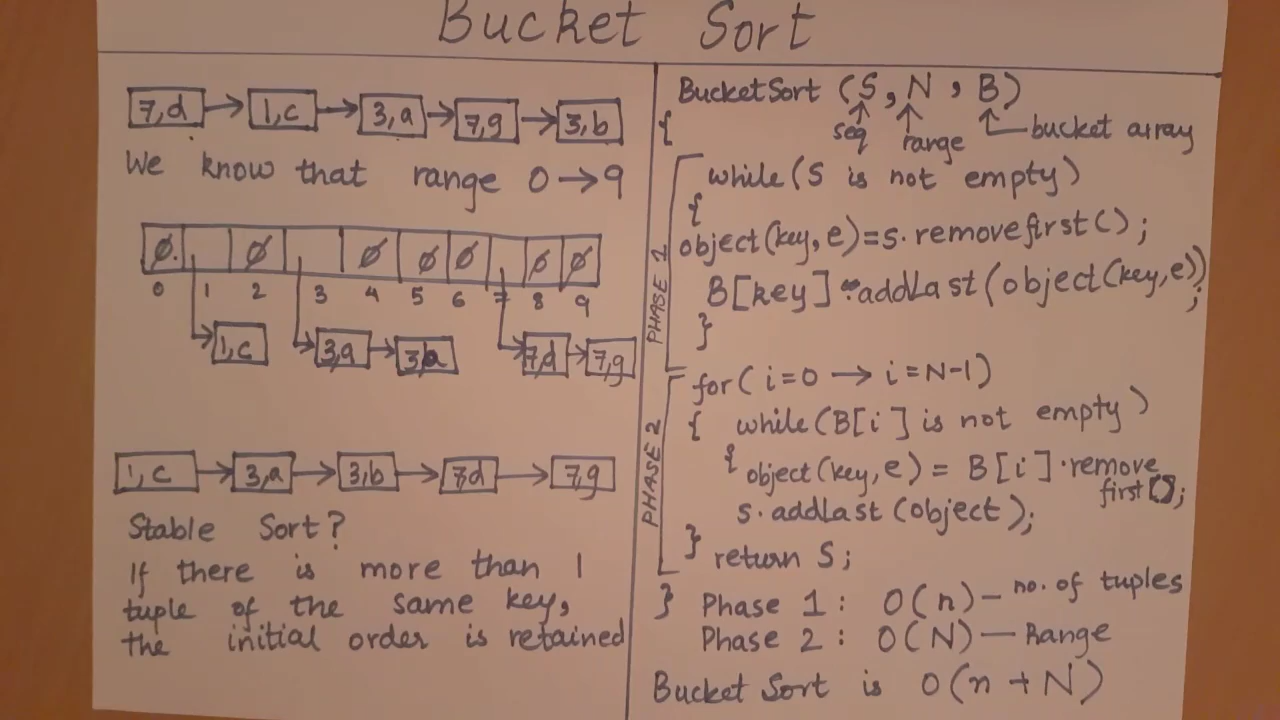 Bucket Sort
7,d → 1,c → 3,a → 7,g → 3,b
We know that range 0 → 9
∅ ∅ ∅ ∅ ∅ ∅ ∅
0 1 2 3 4 5 6 7 8 9
1,c 3,a → 7,d → 7,g
1,c → 3,a → 3,b → 7,d → 7,g
Stable Sort?
If there is more than 1
tuple of the same key,
the initial order is retained
BucketSort (S, N, B)
seq range bucket array
{
PHASE 1
while(S is not empty)
{
object(key,e)=s.removefirst();
B[key].addLast(object(key,e));
}
PHASE 2
for(i=0 → i=N-1)
{ while(B[i] is not empty)
{ object(key,e) = B[i].remove
first();
s.addLast(object);
} return S;
} Phase 1: O(n) - no. of tuples
Phase 2: O(N) — Range
Bucket Sort is O(n+N)